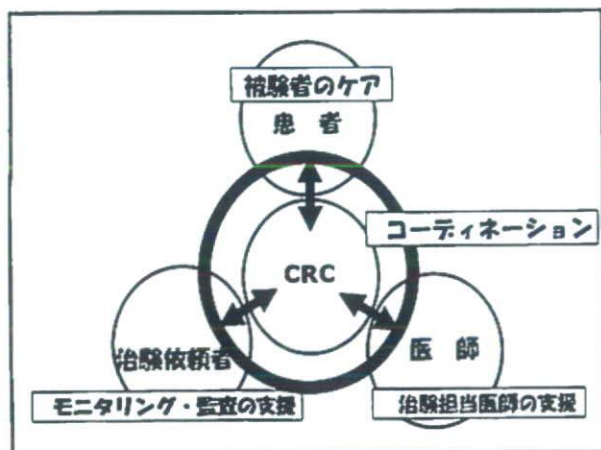 被験者のケア
患者
コーディネーション
CRC
治験依頼者
医師
モニタリング・監査の支援
治験担当医師の支援